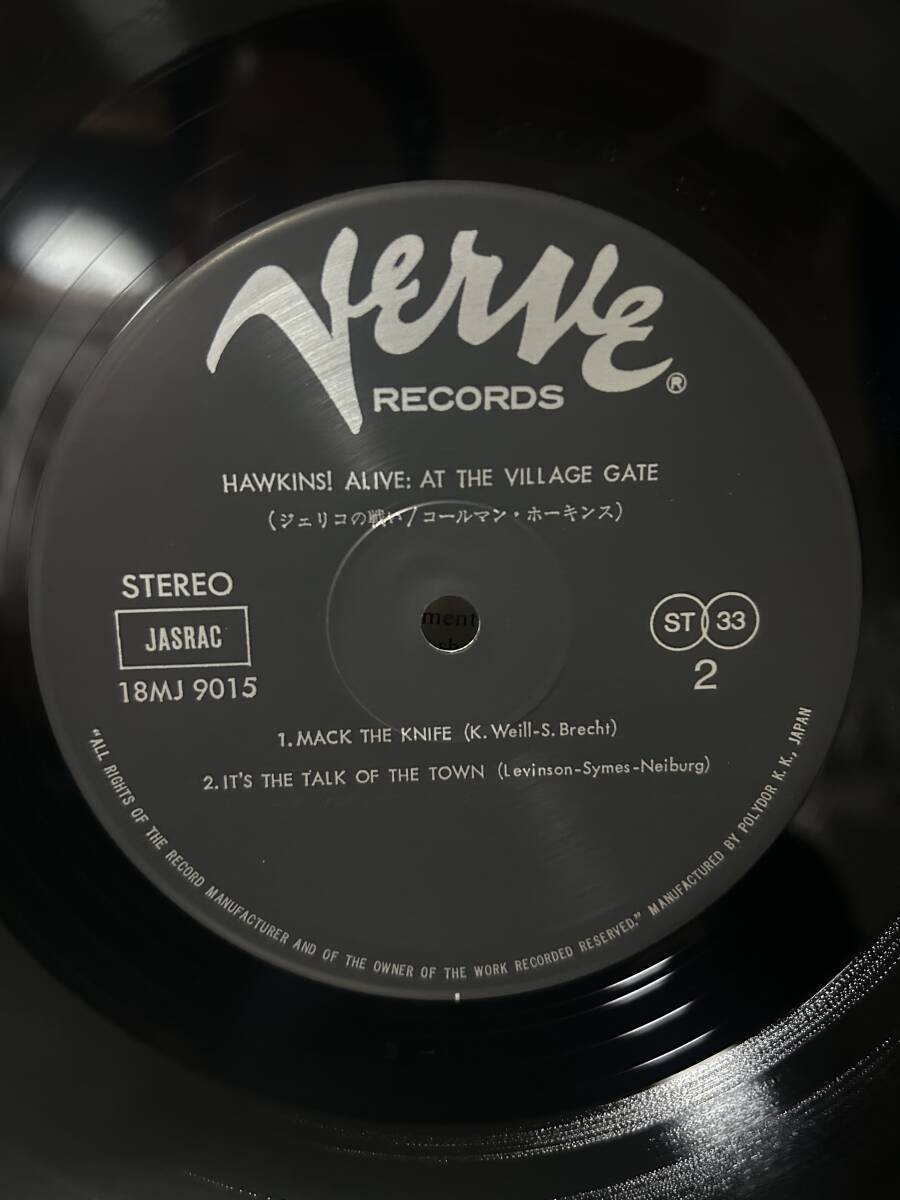 Verve
RECORDS ®
HAWKINS! ALIVE: AT THE VILLAGE GATE
(ジェリコの戦い/コールマン・ホーキンス)
STEREO
JASRAC
18MJ 9015
ST 33
2
ment
1.MACK THE KNIFE (K. Weill-S. Brecht)
2.IT'S THE TALK OF THE TOWN (Levinson-Symes-Neiburg)
"ALL RIGHTS OF THE RECORD MANUFACTURER AND OF THE OWNER OF THE WORK RECORDED RESERVED." MANUFACTURED BY POLYDOR K.K., JAPAN